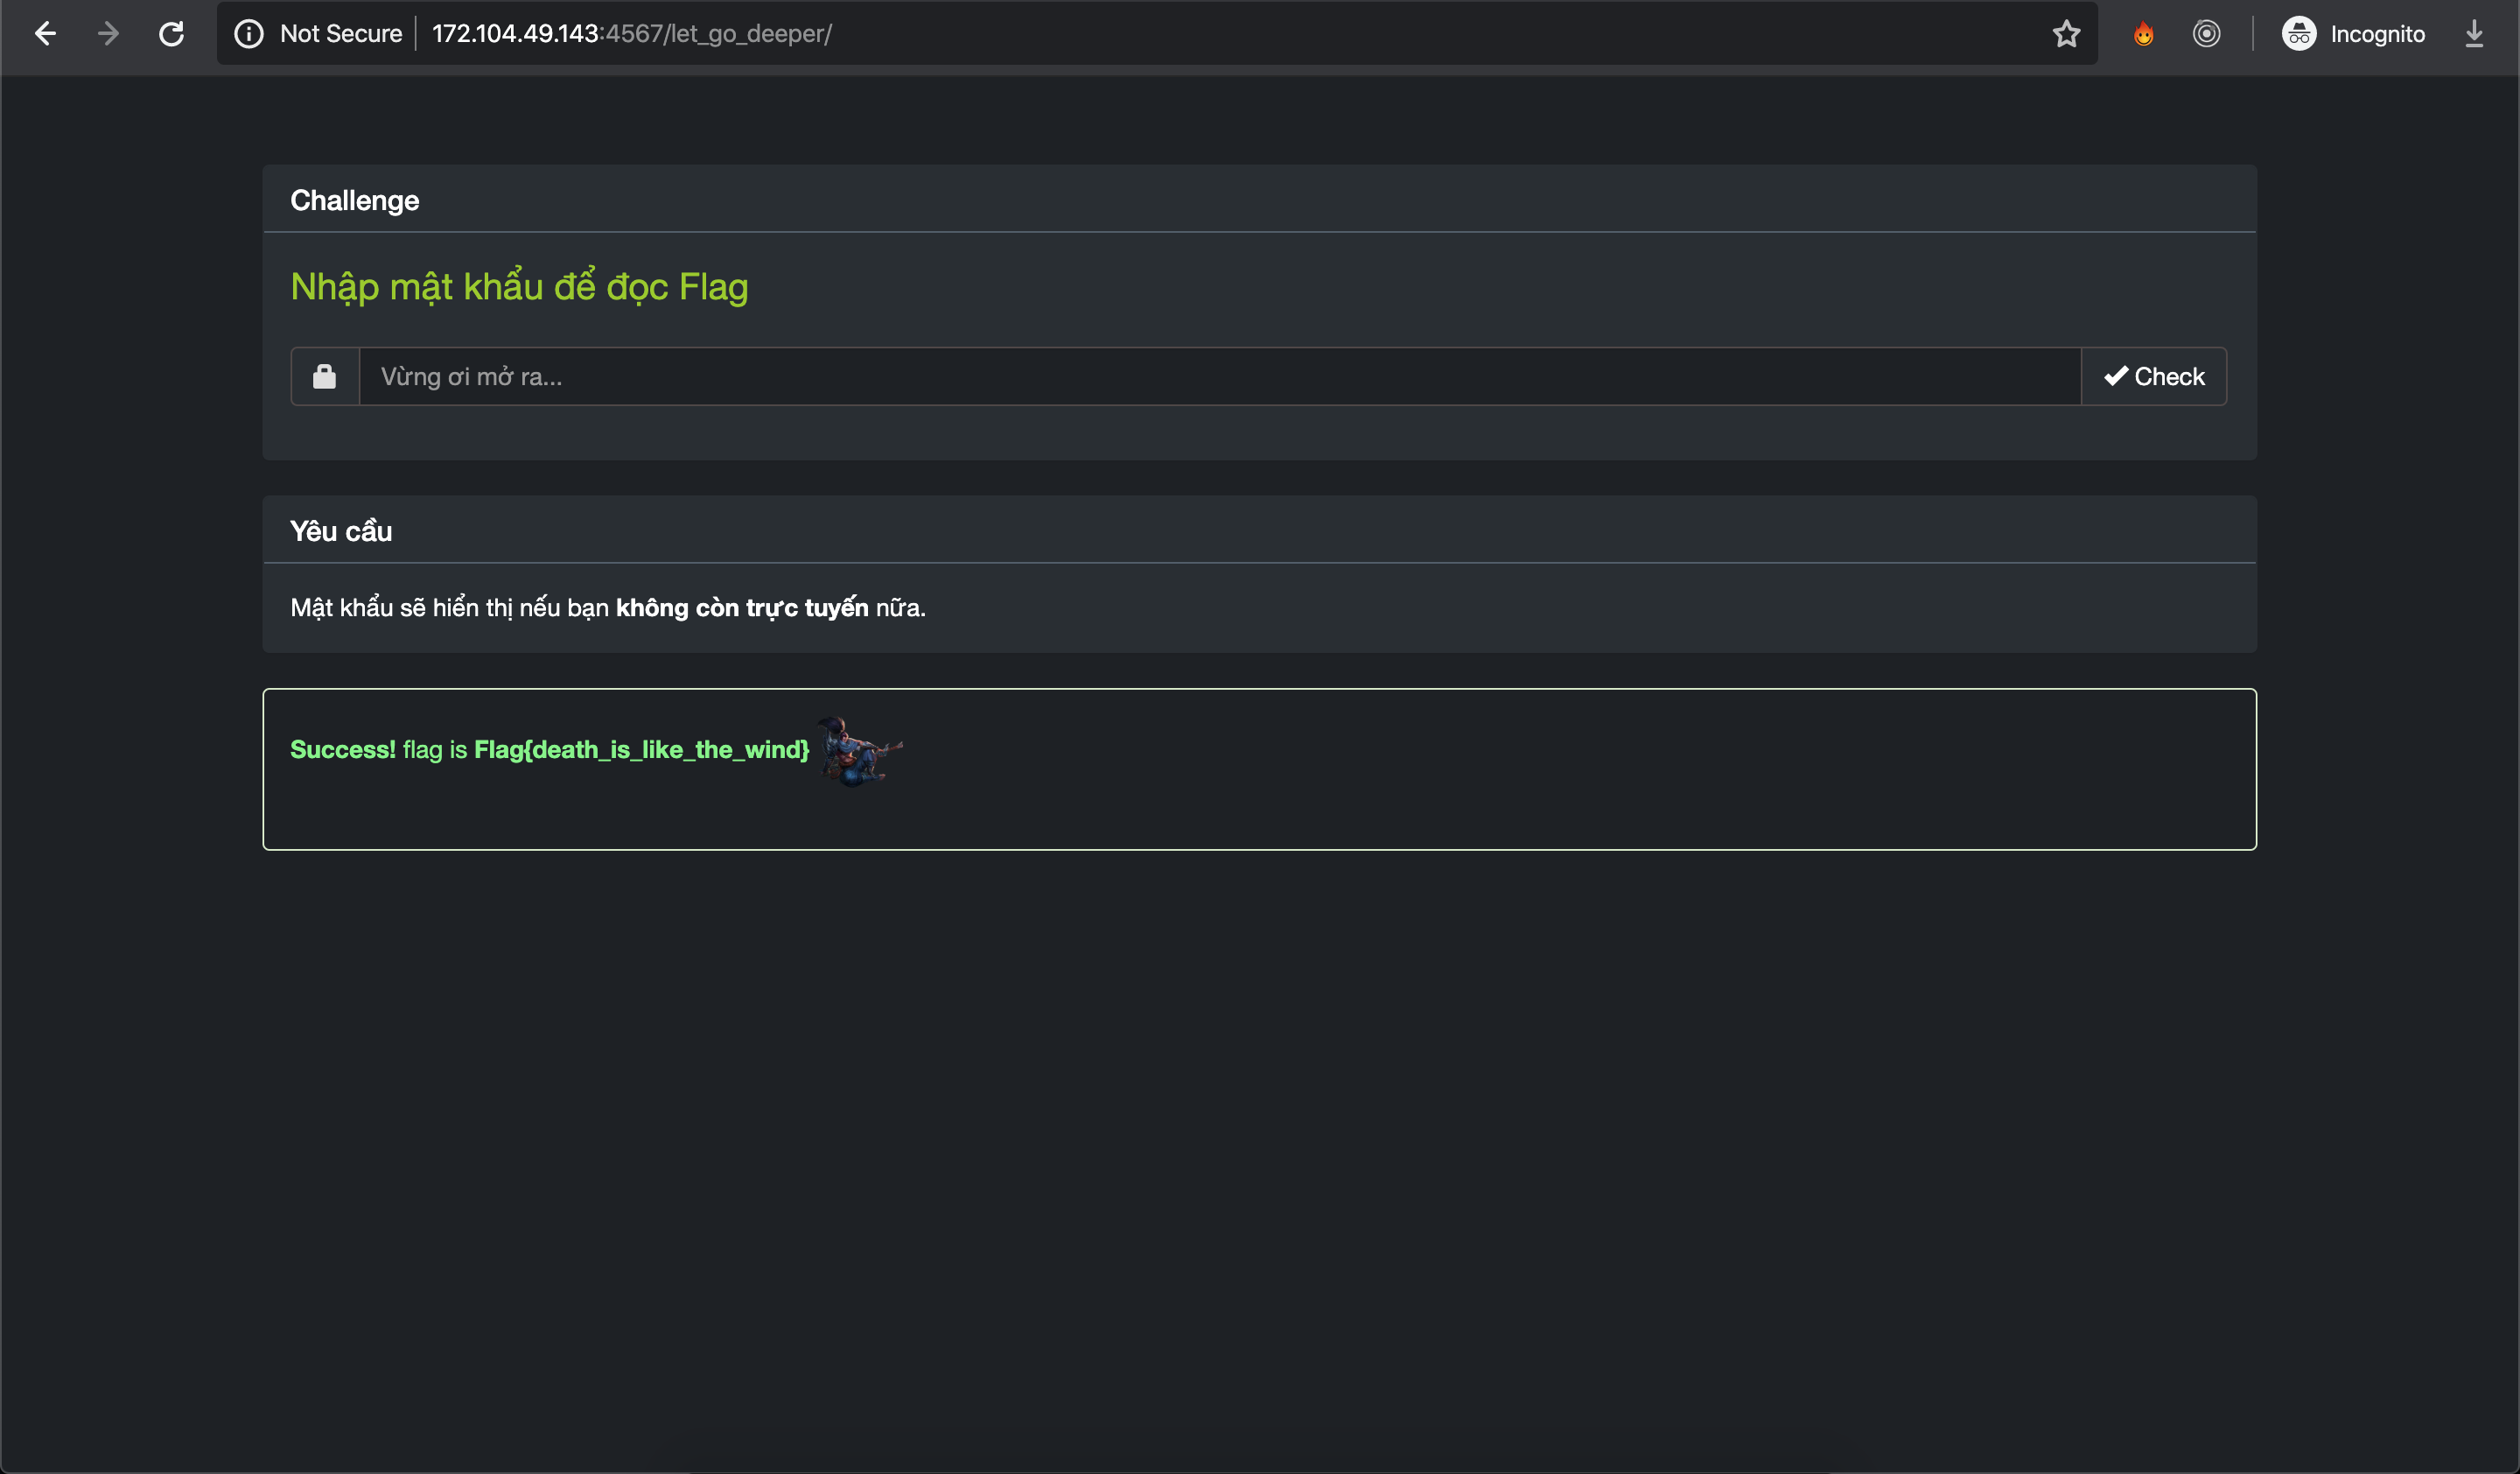 Not Secure 172.104.49.143:4567/let_go_deeper/ Incognito
Challenge
Nhập mật khẩu để đọc Flag
Vừng ơi mở ra... Check
Yêu cầu
Mật khẩu sẽ hiển thị nếu bạn không còn trực tuyến nữa.
Success! flag is Flag{death_is_like_the_wind}